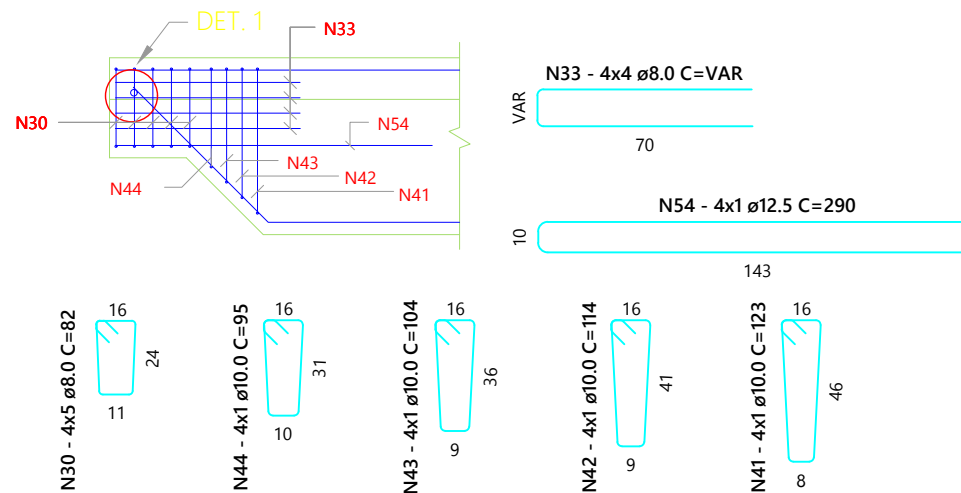 DET. 1
N33
N30
N54
N43
N44
N42
N41
N33 - 4x4 ø8.0 C=VAR
VAR
70
N54 - 4x1 ø12.5 C=290
10
143
N30 - 4x5 ø8.0 C=82
16
24
11
N44 - 4x1 ø10.0 C=95
16
31
10
N43 - 4x1 ø10.0 C=104
16
36
9
N42 - 4x1 ø10.0 C=114
16
41
9
N41 - 4x1 ø10.0 C=123
16
46
8